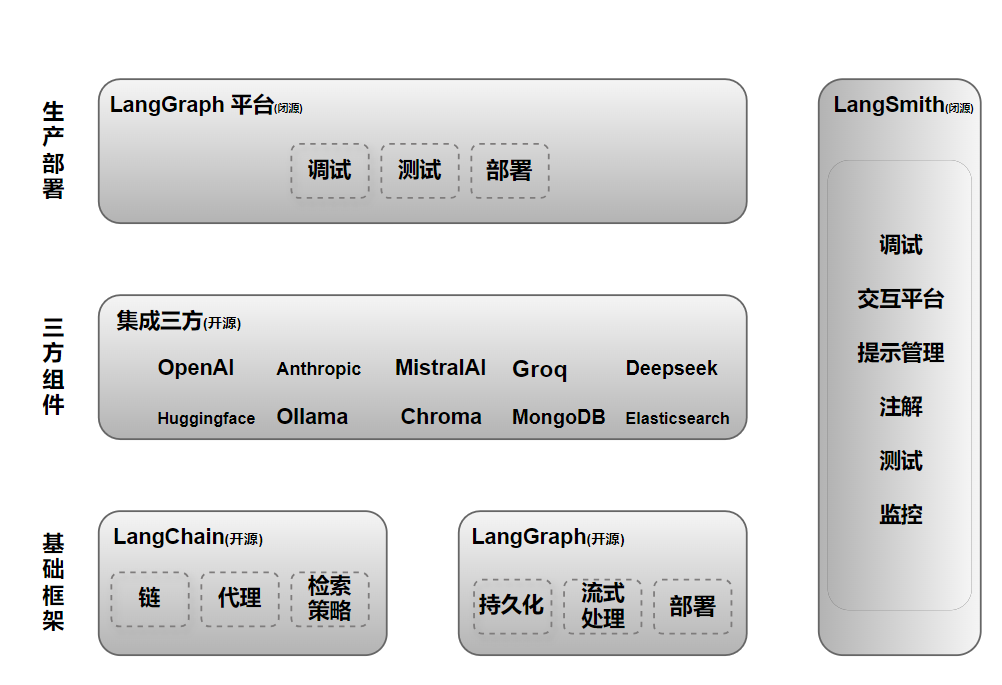 生产部署
LangGraph 平台(闭源)
调试 测试 部署
三方组件
集成三方(开源)
OpenAI Anthropic MistralAI Groq Deepseek
Huggingface Ollama Chroma MongoDB Elasticsearch
基础框架
LangChain(开源)
链 代理 检索
策略
LangGraph(开源)
持久化 流式
处理 部署
LangSmith(闭源)
调试
交互平台
提示管理
注解
测试
监控